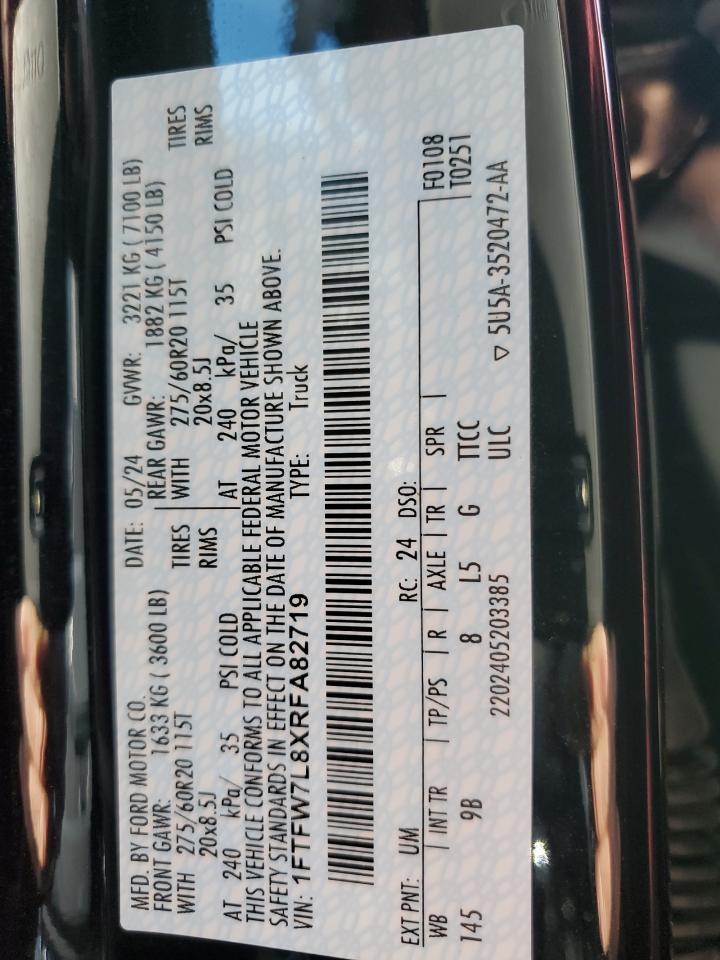 MFD. BY FORD MOTOR CO. DATE: 05/24 GVWR: 3221 KG ( 7100 LB)
FRONT GAWR: 1633 KG ( 3600 LB) REAR GAWR: 1882 KG ( 4150 LB)
WITH 275/60R20 115T TIRES WITH 275/60R20 115T TIRES
20x8.5J RIMS 20x8.5J RIMS
AT 240 kPa/ 35 PSI COLD AT 240 kPa/ 35 PSI COLD
THIS VEHICLE CONFORMS TO ALL APPLICABLE FEDERAL MOTOR VEHICLE
SAFETY STANDARDS IN EFFECT ON THE DATE OF MANUFACTURE SHOWN ABOVE.
VIN: 1FTFW7L8XRFA82719 TYPE: Truck
EXT PNT: UM RC: 24 DSO:
WB INT TR TP/PS R AXLE TR SPR F0108
145 9B 8 L5 G TTCC T0251
2202405203385 ULC ▽ 5U5A-3520472-AA